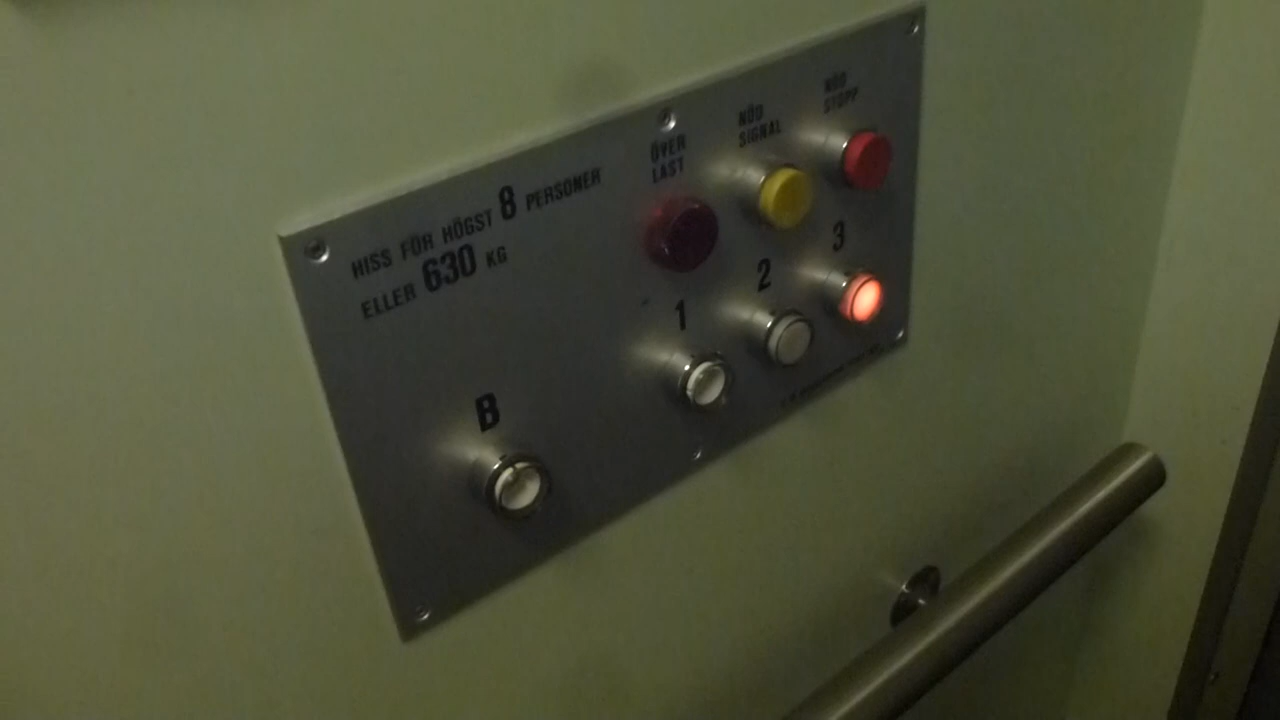 HISS FÖR HÖGST 8 PERSONER
ELLER 630 KG
ÖVER
LAST
NÖD
SIGNAL
NÖD
STOPP
B
1
2
3